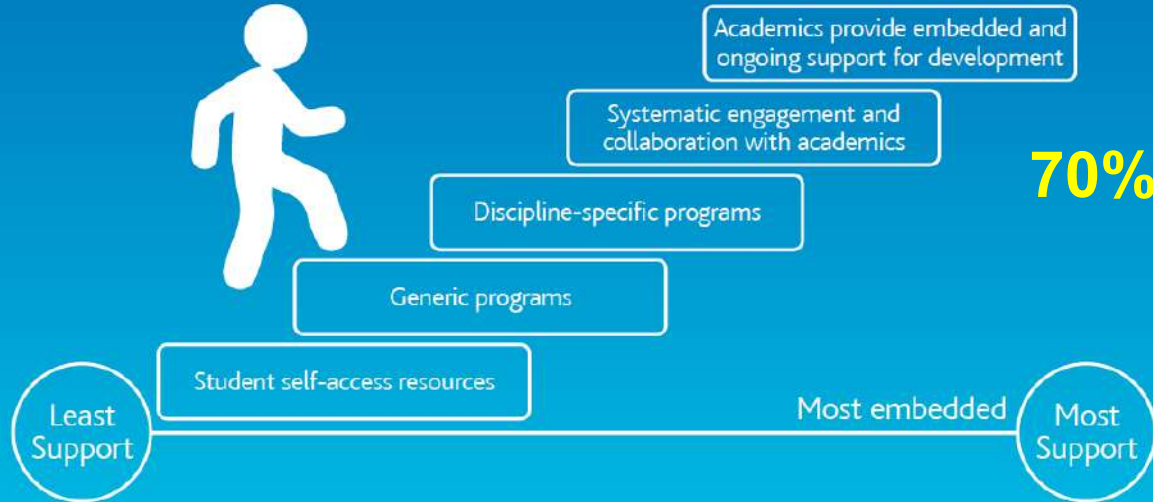 Academics provide embedded and
ongoing support for development
Systematic engagement and
collaboration with academics
70%
Discipline-specific programs
Generic programs
Student self-access resources
Least
Support
Most embedded
Most
Support